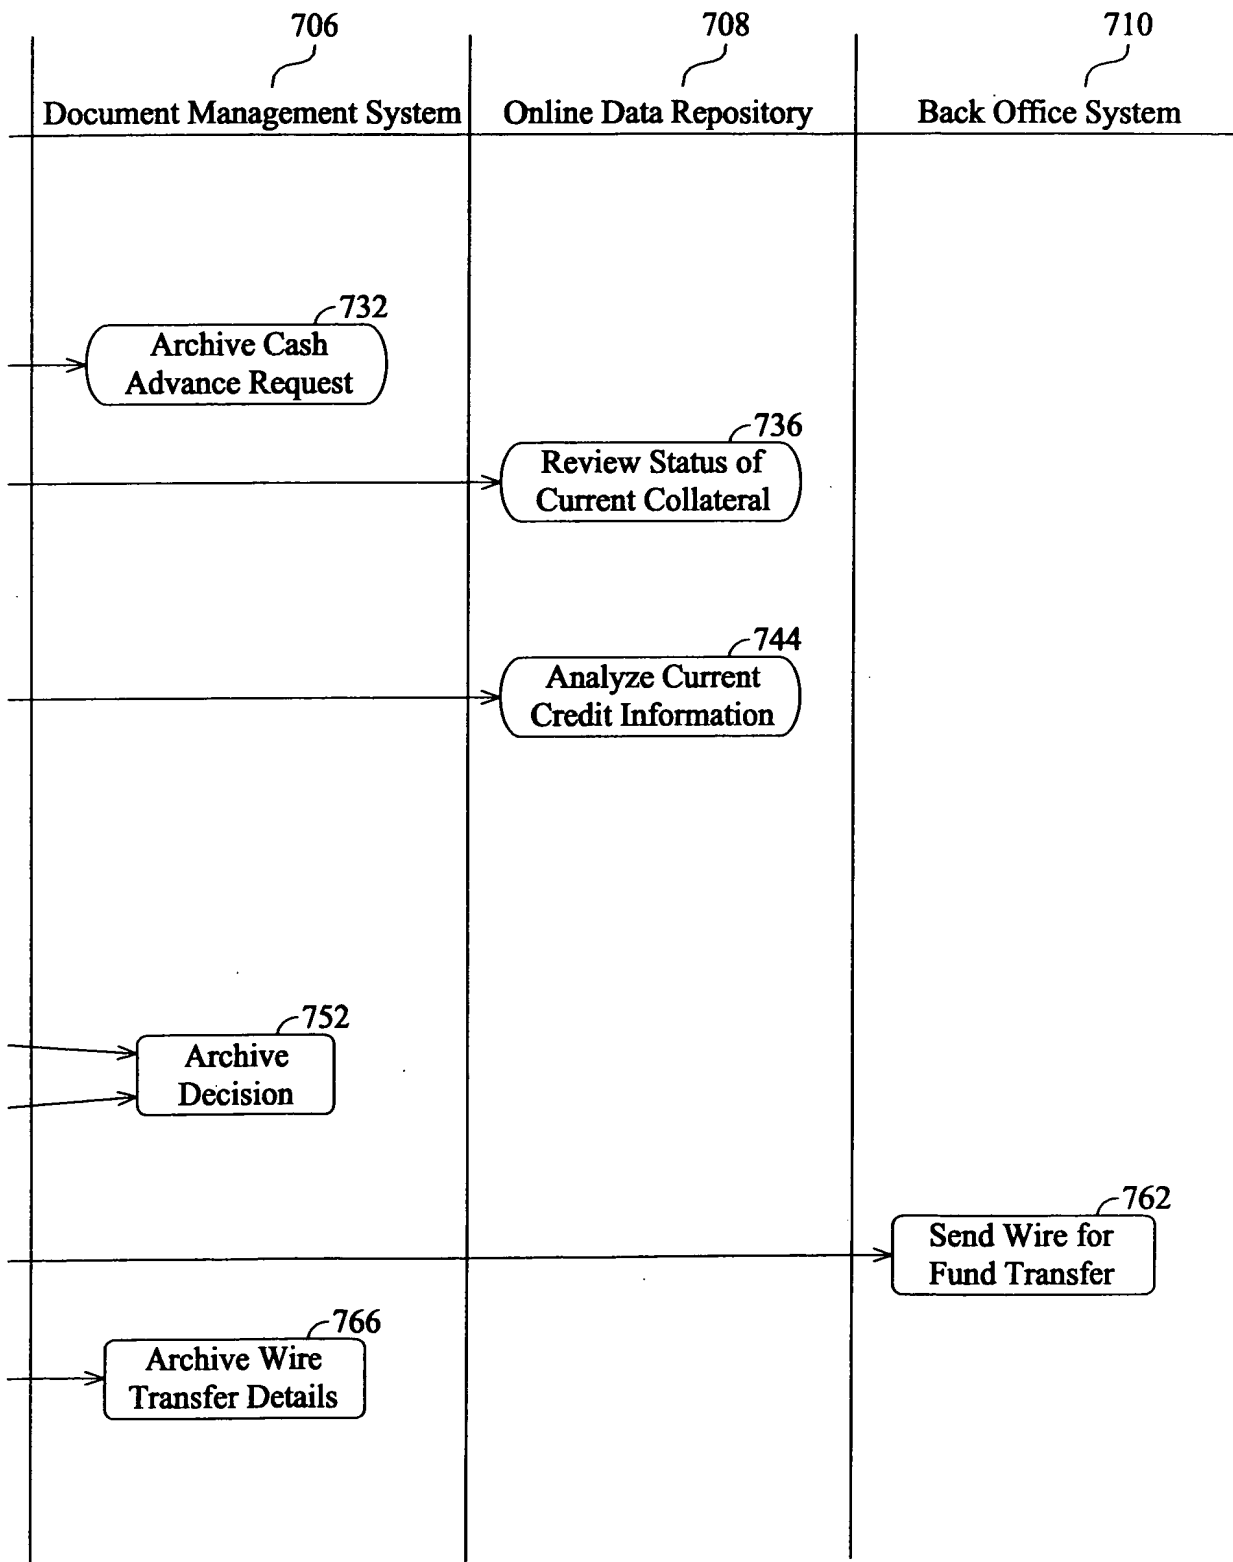 706
708
710
Document Management System
Online Data Repository
Back Office System
732
Archive Cash
Advance Request
736
Review Status of
Current Collateral
744
Analyze Current
Credit Information
752
Archive
Decision
762
Send Wire for
Fund Transfer
766
Archive Wire
Transfer Details